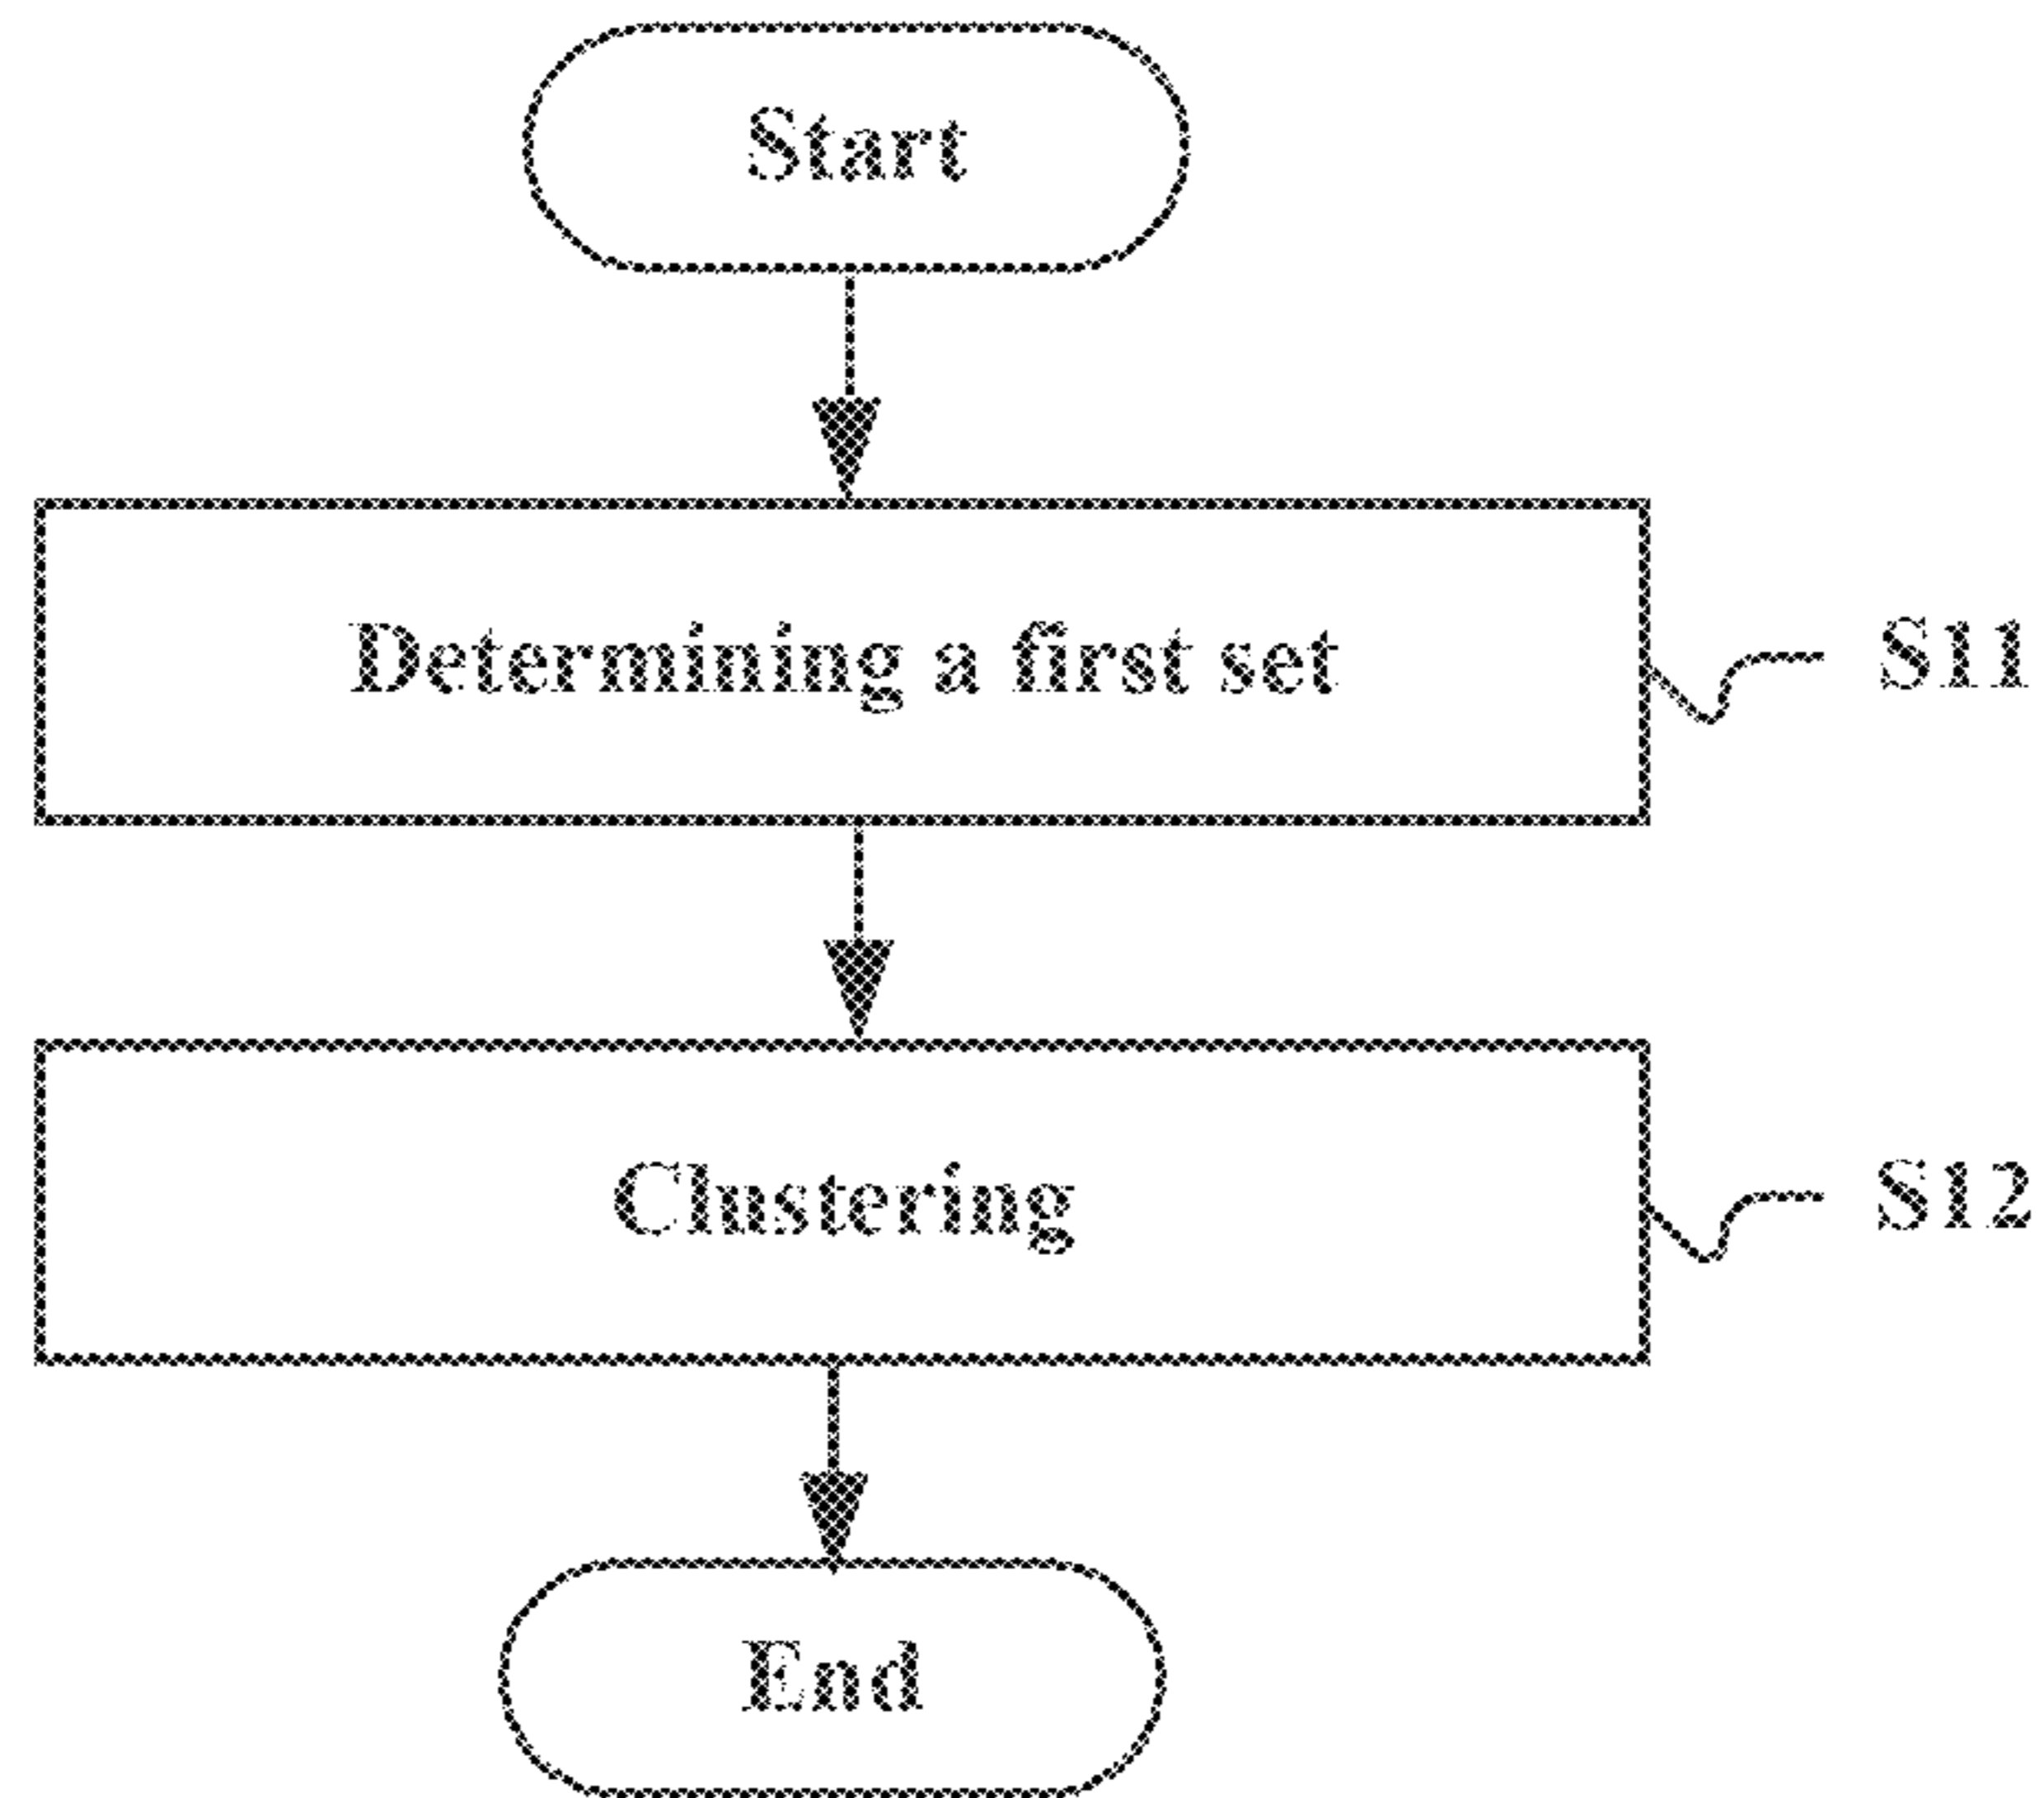 Start
Determining a first set
S11
Clustering
S12
End